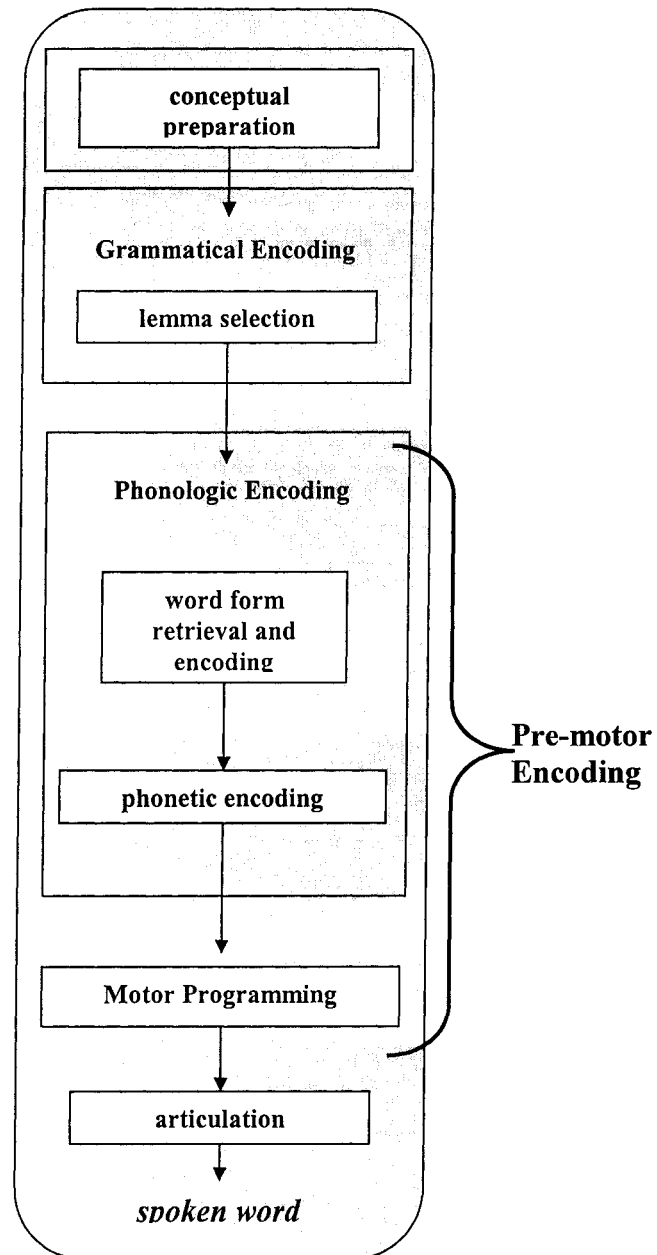 conceptual
preparation
Grammatical Encoding
lemma selection
Phonologic Encoding
word form
retrieval and
encoding
phonetic encoding
Pre-motor
Encoding
Motor Programming
articulation
spoken word